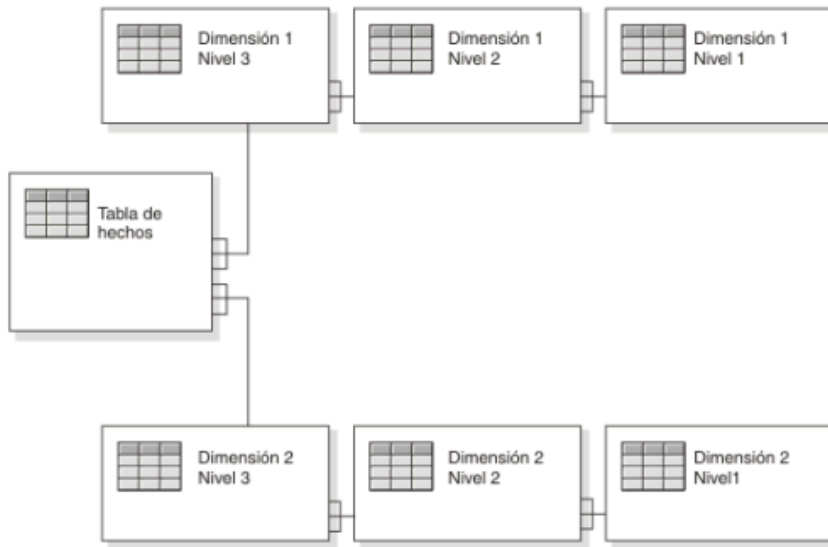 Dimensión 1
Nivel 3
Dimensión 1
Nivel 2
Dimensión 1
Nivel 1
Tabla de
hechos
Dimensión 2
Nivel 3
Dimensión 2
Nivel 2
Dimensión 2
Nivel1